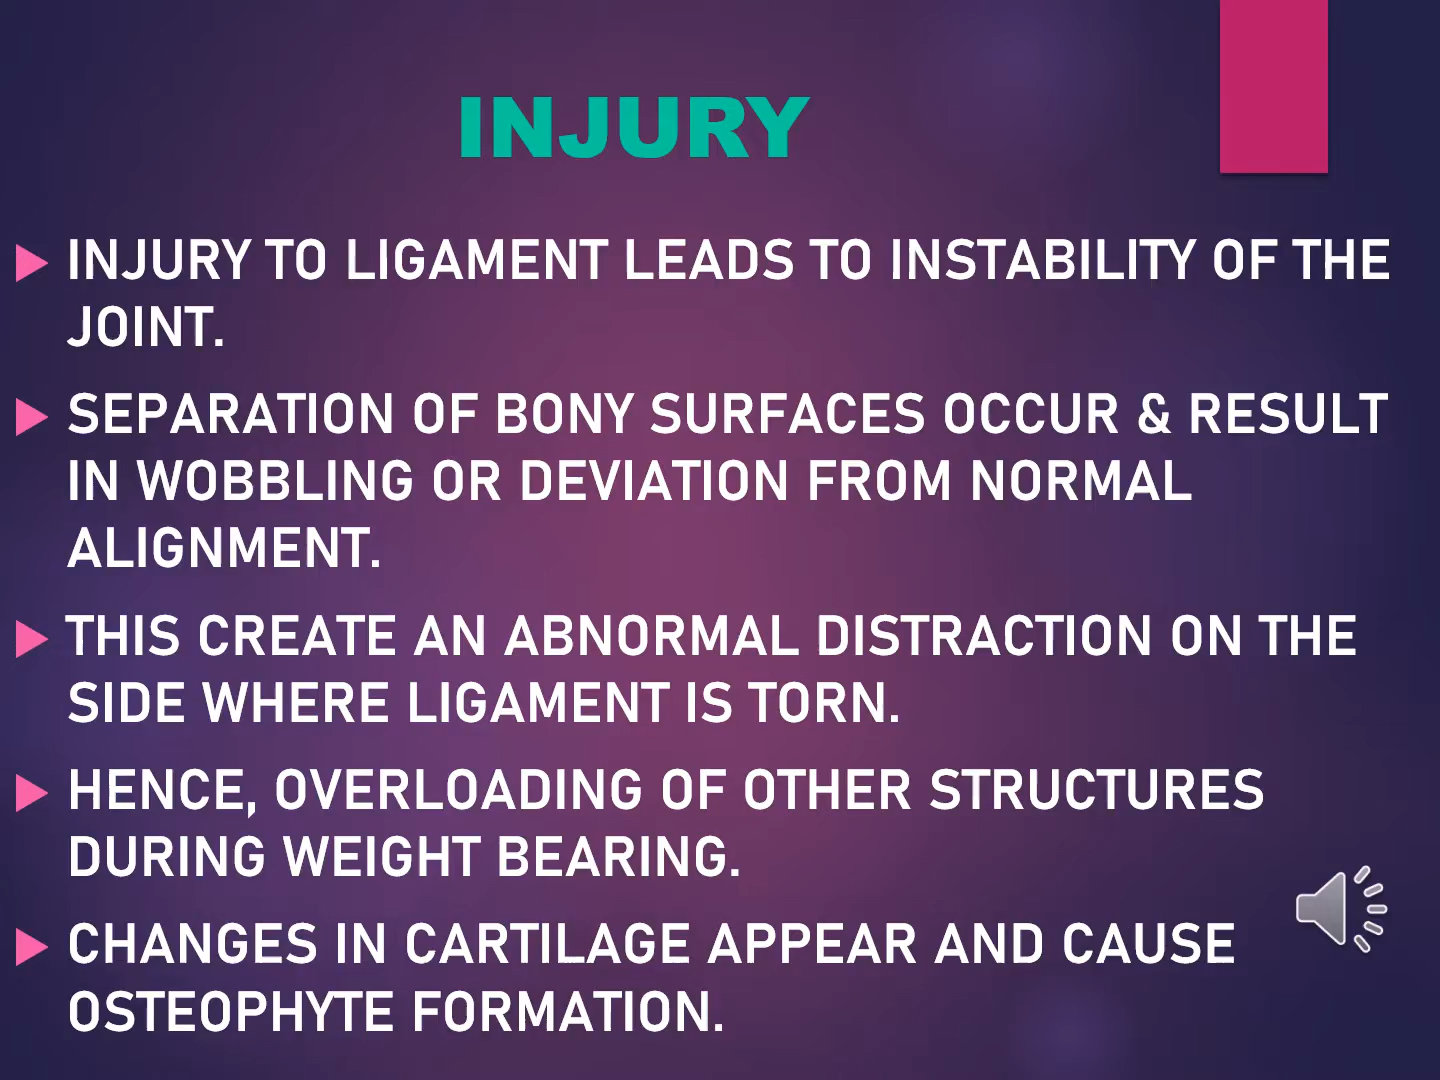 INJURY
INJURY TO LIGAMENT LEADS TO INSTABILITY OF THE
JOINT.
SEPARATION OF BONY SURFACES OCCUR & RESULT
IN WOBBLING OR DEVIATION FROM NORMAL
ALIGNMENT.
THIS CREATE AN ABNORMAL DISTRACTION ON THE
SIDE WHERE LIGAMENT IS TORN.
HENCE, OVERLOADING OF OTHER STRUCTURES
DURING WEIGHT BEARING.
CHANGES IN CARTILAGE APPEAR AND CAUSE
OSTEOPHYTE FORMATION.